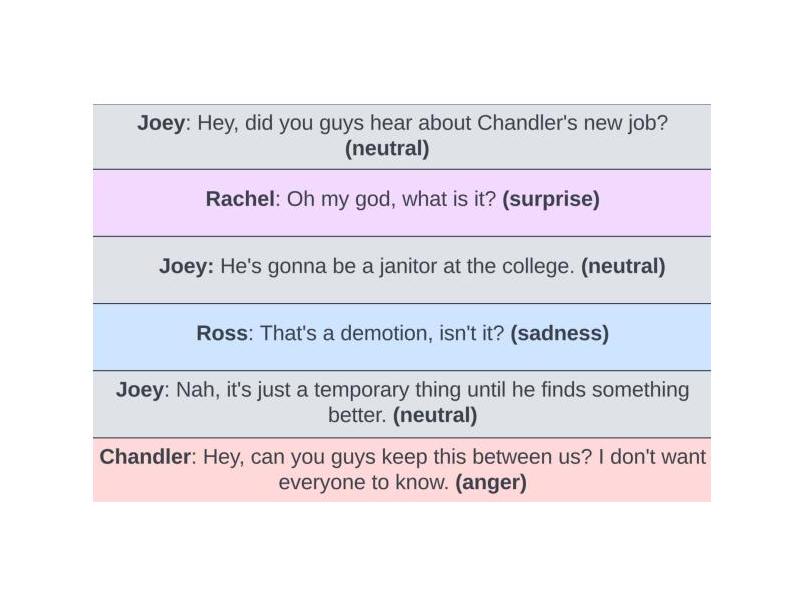 Joey: Hey, did you guys hear about Chandler's new job?
(neutral)
Rachel: Oh my god, what is it? (surprise)
Joey: He's gonna be a janitor at the college. (neutral)
Ross: That's a demotion, isn't it? (sadness)
Joey: Nah, it's just a temporary thing until he finds something
better. (neutral)
Chandler: Hey, can you guys keep this between us? I don't want
everyone to know. (anger)